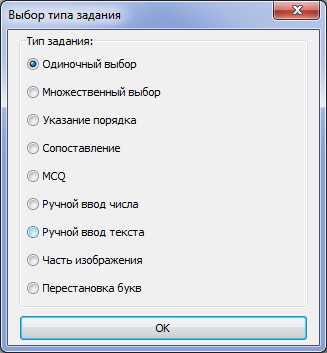 Выбор типа задания
Тип задания:
Одиночный выбор
Множественный выбор
Указание порядка
Сопоставление
MCQ
Ручной ввод числа
Ручной ввод текста
Часть изображения
Перестановка букв
OK